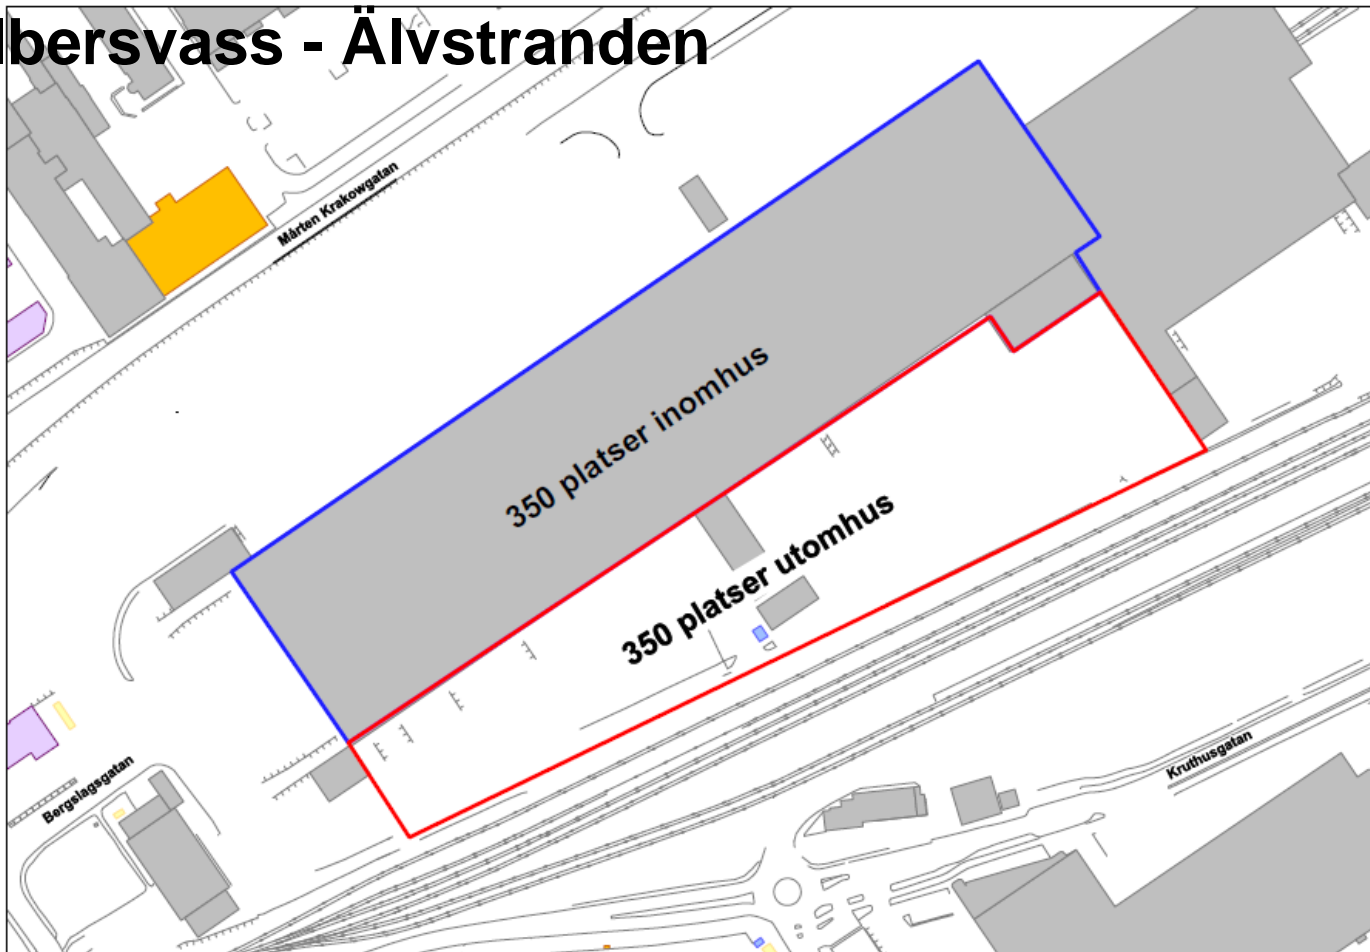 lbersvass - Älvstranden
Mårten Krakowgatan
350 platser inomhus
350 platser utomhus
Bergslagsgatan
Kruthusgatan